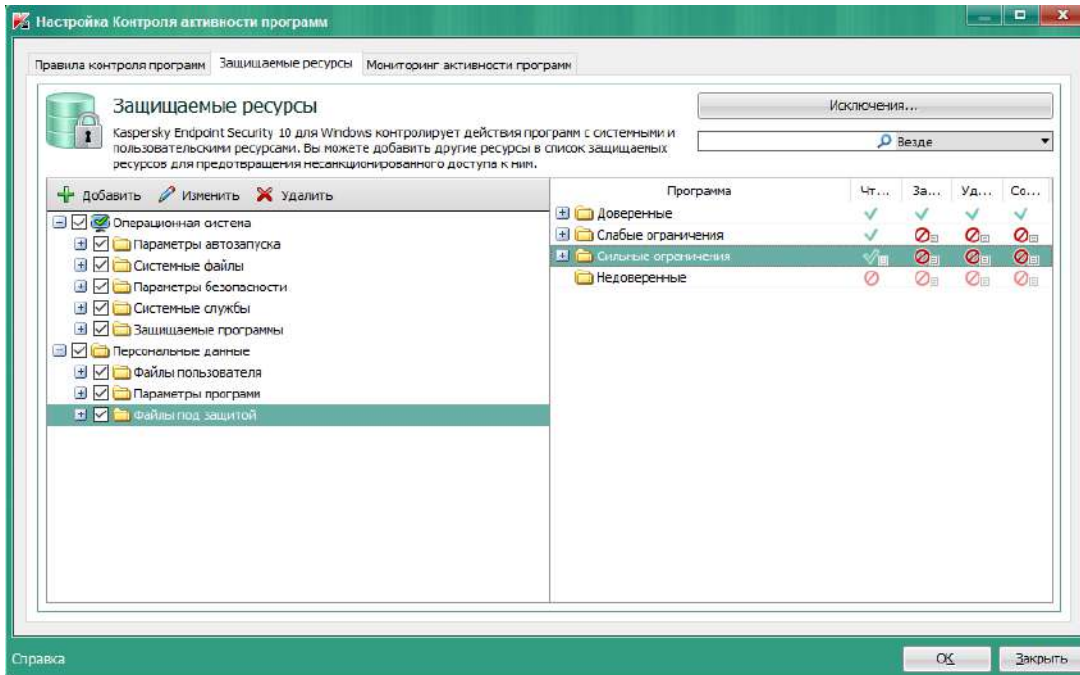 Настройка Контроля активности программ
Правила контроля программ Защищаемые ресурсы Мониторинг активности программ
Защищаемые ресурсы
Исключения...
Kaspersky Endpoint Security 10 для Windows контролирует действия программ с системными и
пользовательскими ресурсами. Вы можете добавить другие ресурсы в список защищаемых
ресурсов для предотвращения несанкционированного доступа к ним.
Везде
Добавить Изменить Удалить
Программа Чт... За... Уд... Со...
Операционная система
Параметры автозапуска
Системные файлы
Параметры безопасности
Системные службы
Защищаемые программы
Персональные данные
Файлы пользователя
Параметры программ
Файлы под защитой
Доверенные
Слабые ограничения
Сильные ограничения
Недоверенные
Справка
OK
Закрыть